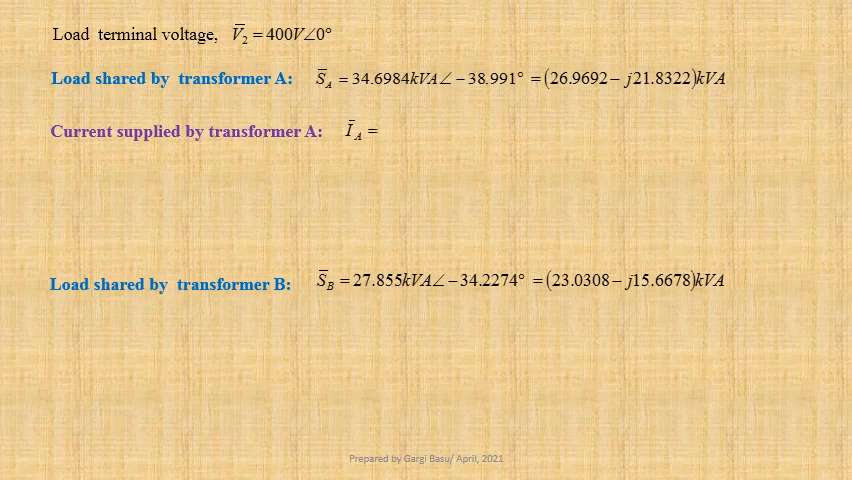 Load terminal voltage, V̅₂ = 400V∠0°
Load shared by transformer A: S̅_A = 34.6984kVA∠−38.991° = (26.9692 − j21.8322)kVA
Current supplied by transformer A: I̅_A =
Load shared by transformer B: S̅_B = 27.855kVA∠−34.2274° = (23.0308 − j15.6678)kVA
Prepared by Gargi Basu/ April, 2021